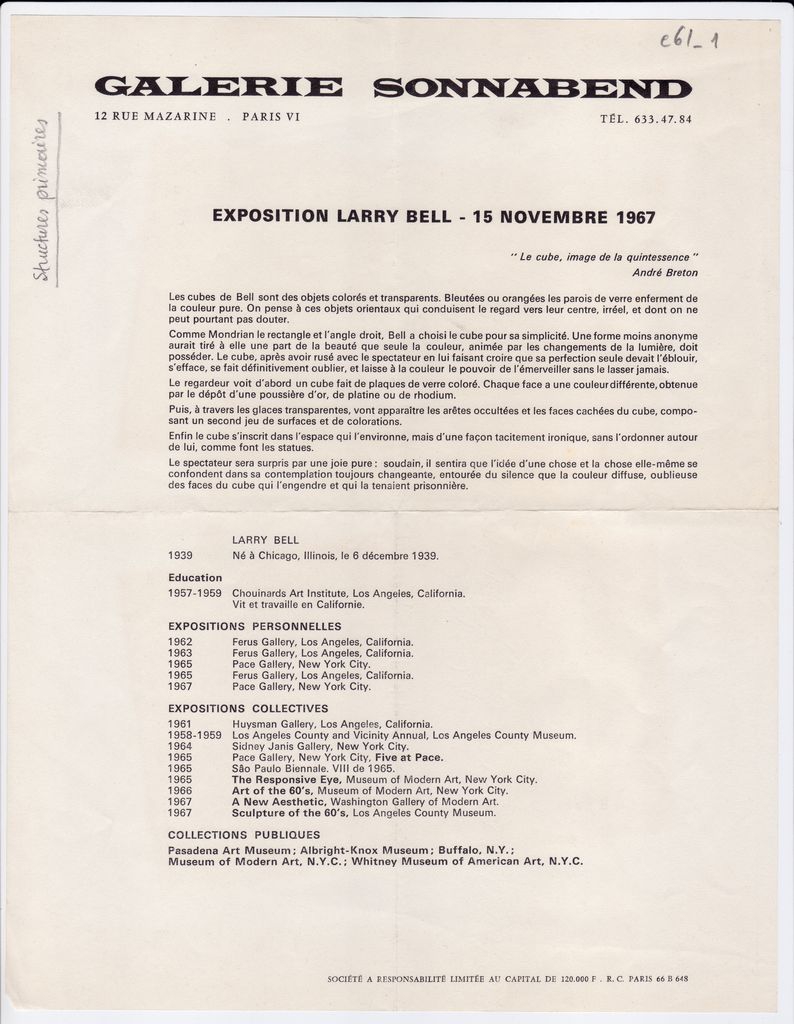 e61_1
GALERIE SONNABEND
12 RUE MAZARINE . PARIS VI TÉL. 633.47.84
Structures primaires
EXPOSITION LARRY BELL - 15 NOVEMBRE 1967
" Le cube, image de la quintessence "
André Breton
Les cubes de Bell sont des objets colorés et transparents. Bleutées ou orangées les parois de verre enferment de
la couleur pure. On pense à ces objets orientaux qui conduisent le regard vers leur centre, irréel, et dont on ne
peut pourtant pas douter.
Comme Mondrian le rectangle et l'angle droit, Bell a choisi le cube pour sa simplicité. Une forme moins anonyme
aurait tiré à elle une part de la beauté que seule la couleur, animée par les changements de la lumière, doit
posséder. Le cube, après avoir rusé avec le spectateur en lui faisant croire que sa perfection seule devait l'éblouir,
s'efface, se fait définitivement oublier, et laisse à la couleur le pouvoir de l'émerveiller sans le lasser jamais.
Le regardeur voit d'abord un cube fait de plaques de verre coloré. Chaque face a une couleur différente, obtenue
par le dépôt d'une poussière d'or, de platine ou de rhodium.
Puis, à travers les glaces transparentes, vont apparaître les arêtes occultées et les faces cachées du cube, compo-
sant un second jeu de surfaces et de colorations.
Enfin le cube s'inscrit dans l'espace qui l'environne, mais d'une façon tacitement ironique, sans l'ordonner autour
de lui, comme font les statues.
Le spectateur sera surpris par une joie pure : soudain, il sentira que l'idée d'une chose et la chose elle-même se
confondent dans sa contemplation toujours changeante, entourée du silence que la couleur diffuse, oublieuse
des faces du cube qui l'engendre et qui la tenaient prisonnière.
LARRY BELL
1939 Né à Chicago, Illinois, le 6 décembre 1939.
Education
1957-1959 Chouinards Art Institute, Los Angeles, California.
Vit et travaille en Californie.
EXPOSITIONS PERSONNELLES
1962 Ferus Gallery, Los Angeles, California.
1963 Ferus Gallery, Los Angeles, California.
1965 Pace Gallery, New York City.
1965 Ferus Gallery, Los Angeles, California.
1967 Pace Gallery, New York City.
EXPOSITIONS COLLECTIVES
1961 Huysman Gallery, Los Angeles, California.
1958-1959 Los Angeles County and Vicinity Annual, Los Angeles County Museum.
1964 Sidney Janis Gallery, New York City.
1965 Pace Gallery, New York City, Five at Pace.
1965 São Paulo Biennale. VIII de 1965.
1965 The Responsive Eye, Museum of Modern Art, New York City.
1966 Art of the 60's, Museum of Modern Art, New York City.
1967 A New Aesthetic, Washington Gallery of Modern Art.
1967 Sculpture of the 60's, Los Angeles County Museum.
COLLECTIONS PUBLIQUES
Pasadena Art Museum ; Albright-Knox Museum ; Buffalo, N.Y. ;
Museum of Modern Art, N.Y.C. ; Whitney Museum of American Art, N.Y.C.
SOCIÉTÉ A RESPONSABILITÉ LIMITÉE AU CAPITAL DE 120.000 F . R. C. PARIS 66 B 648